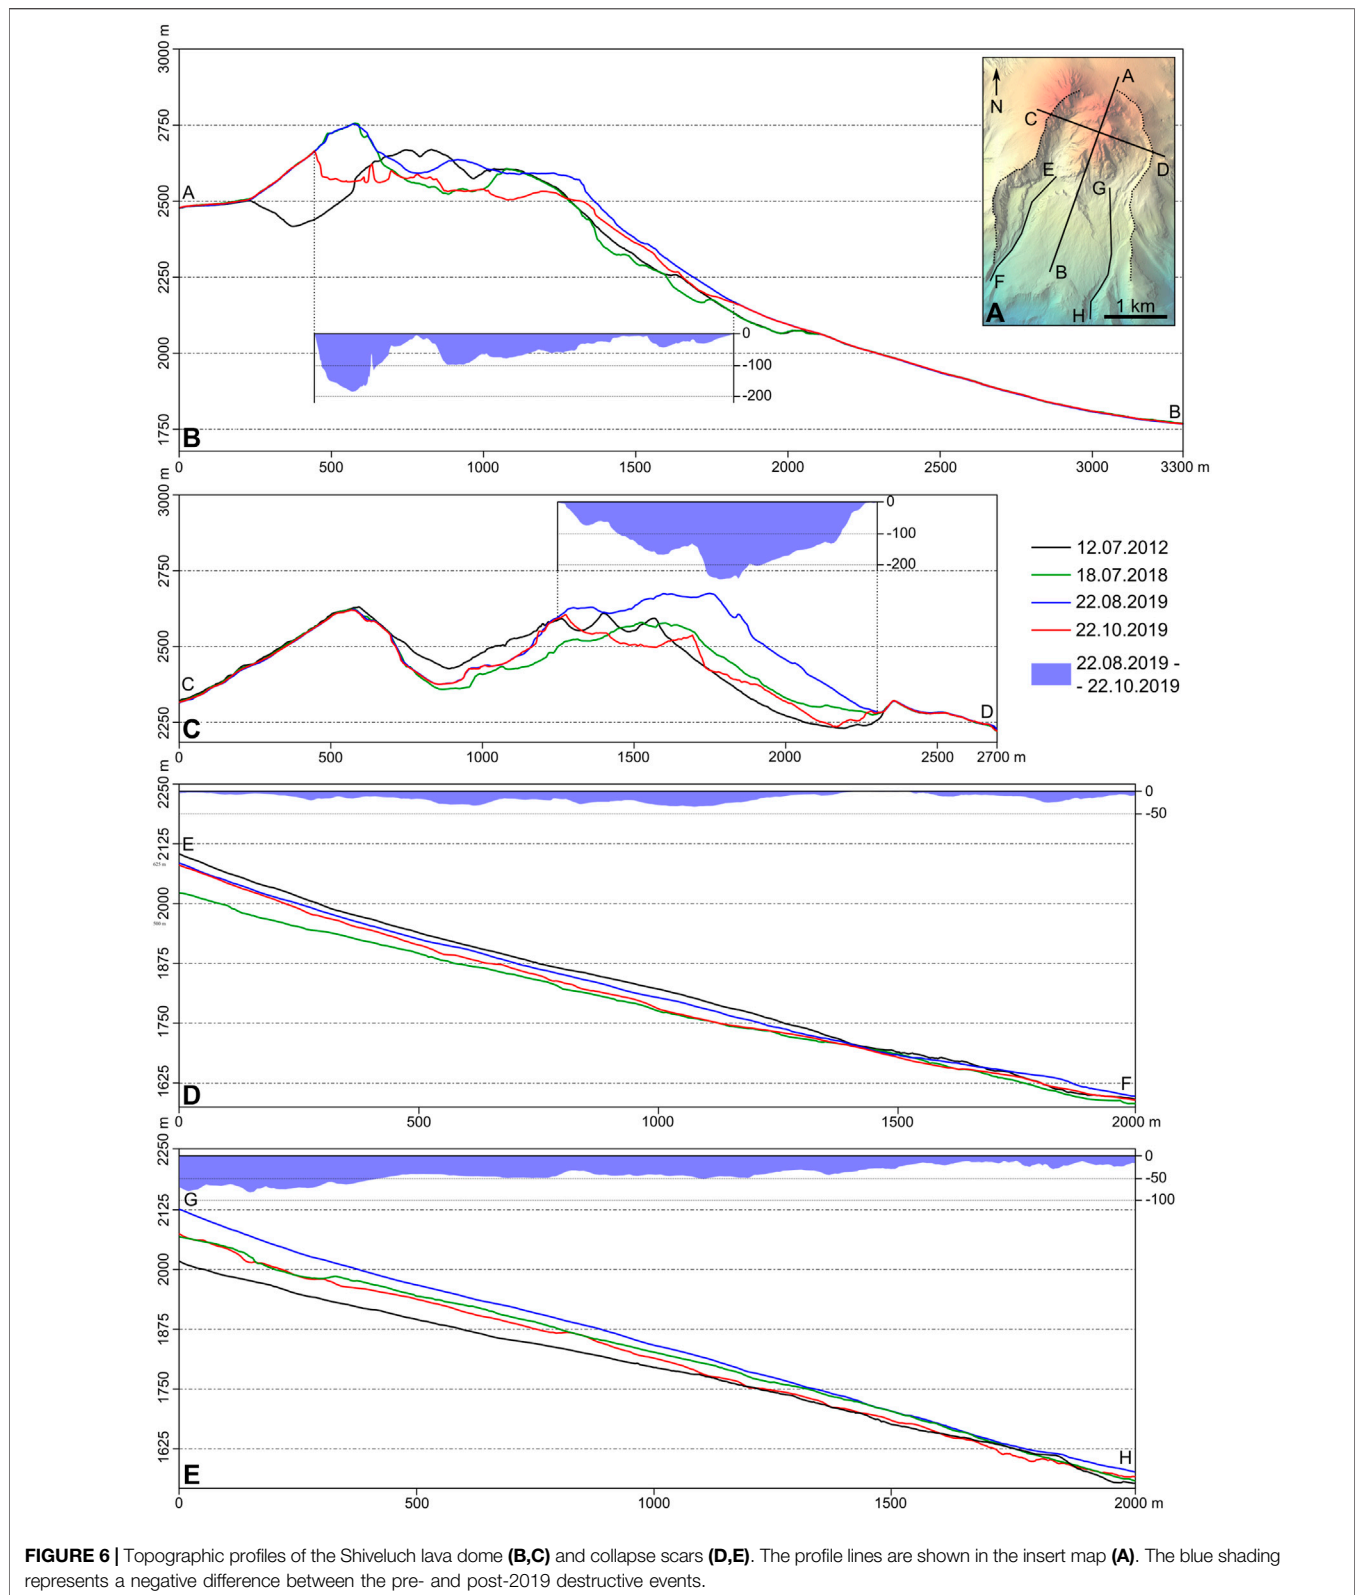 3000 m
2750
2500
2250
2000
1750
A
B
B
0
-100
-200
0
500
1000
1500
2000
2500
3000
3300 m
N
A
C
D
E
G
B
F
H
A
1 km
3000 m
2750
2500
2250
C
D
C
0
-100
-200
0
500
1000
1500
2000
2500
2700 m
12.07.2012
18.07.2018
22.08.2019
22.10.2019
22.08.2019 -
- 22.10.2019
2250
2125
2000
1875
1750
1625
E
F
D
0
-50
625 m
500 m
0
500
1000
1500
2000 m
2250
2125
2000
1875
1750
1625
G
H
E
0
-50
-100
0
500
1000
1500
2000 m
FIGURE 6 | Topographic profiles of the Shiveluch lava dome (B,C) and collapse scars (D,E). The profile lines are shown in the insert map (A). The blue shading
represents a negative difference between the pre- and post-2019 destructive events.